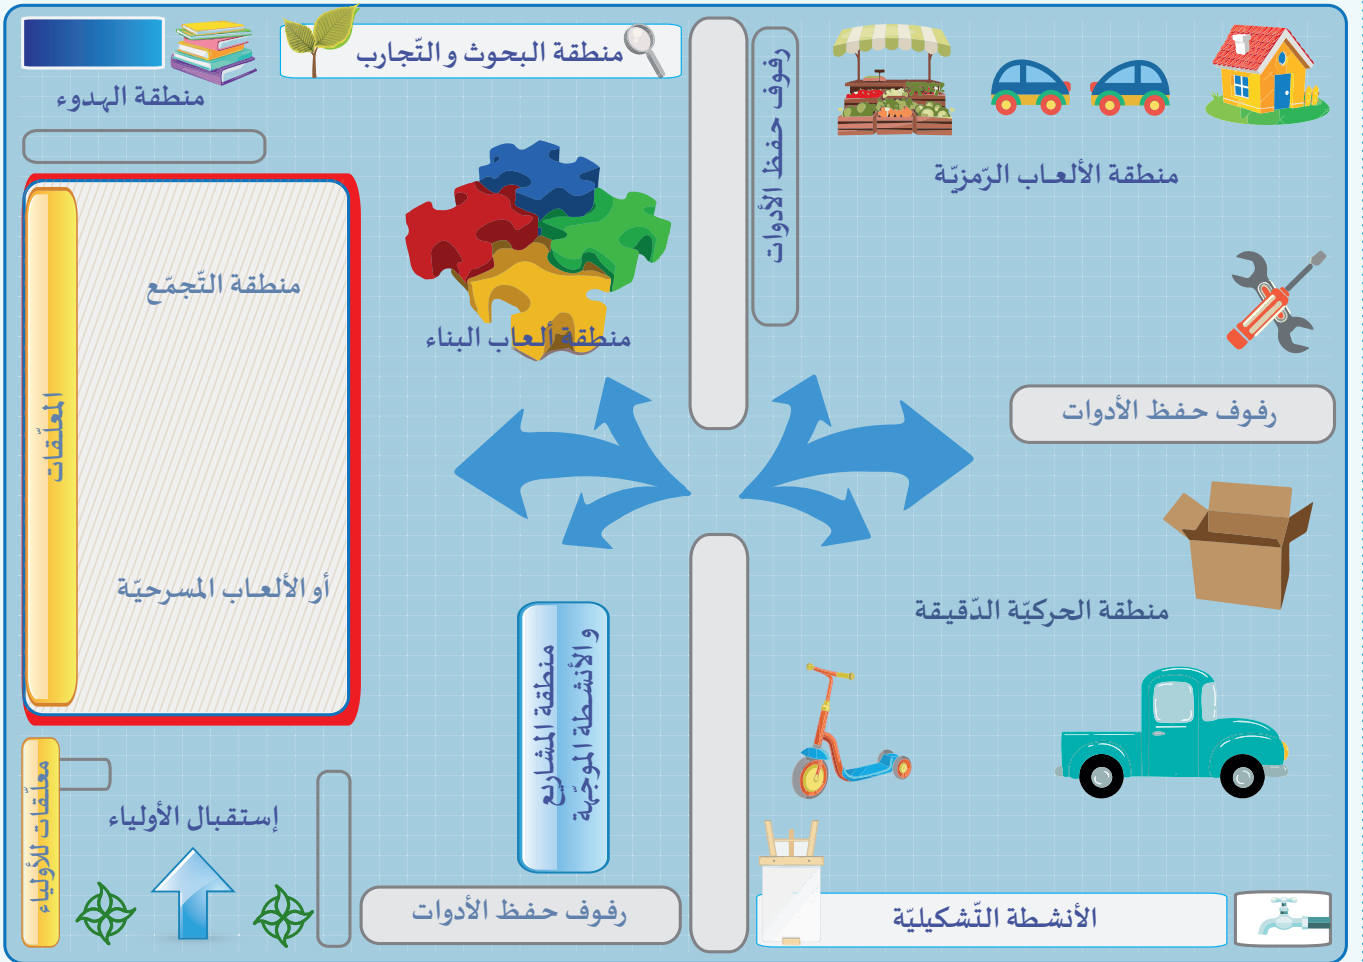 منطقة البحوث و التّجارب
منطقة الهدوء
رفوف حفظ الأدوات
منطقة الألعاب الرّمزيّة
منطقة التّجمّع
منطقة ألعاب البناء
المعلّقات
رفوف حفظ الأدوات
أو الألعاب المسرحيّة
منطقة الحركيّة الدّقيقة
منطقة المشاريع
و الأنشطة الموجّهة
إستقبال الأولياء
معلّقات للأولياء
رفوف حفظ الأدوات
الأنشطة التّشكيليّة